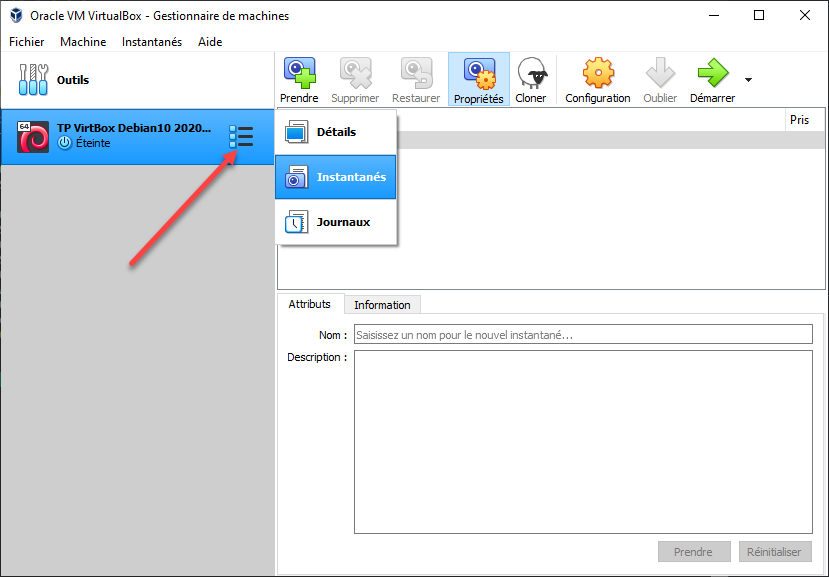 Oracle VM VirtualBox - Gestionnaire de machines
Fichier Machine Instantanés Aide
Outils
Prendre Supprimer Restaurer Propriétés Cloner Configuration Oublier Démarrer
64
TP VirtBox Debian10 2020...
Éteinte
Pris
Détails
Instantanés
Journaux
Attributs Information
Nom :
Saisissez un nom pour le nouvel instantané...
Description :
Prendre Réinitialiser